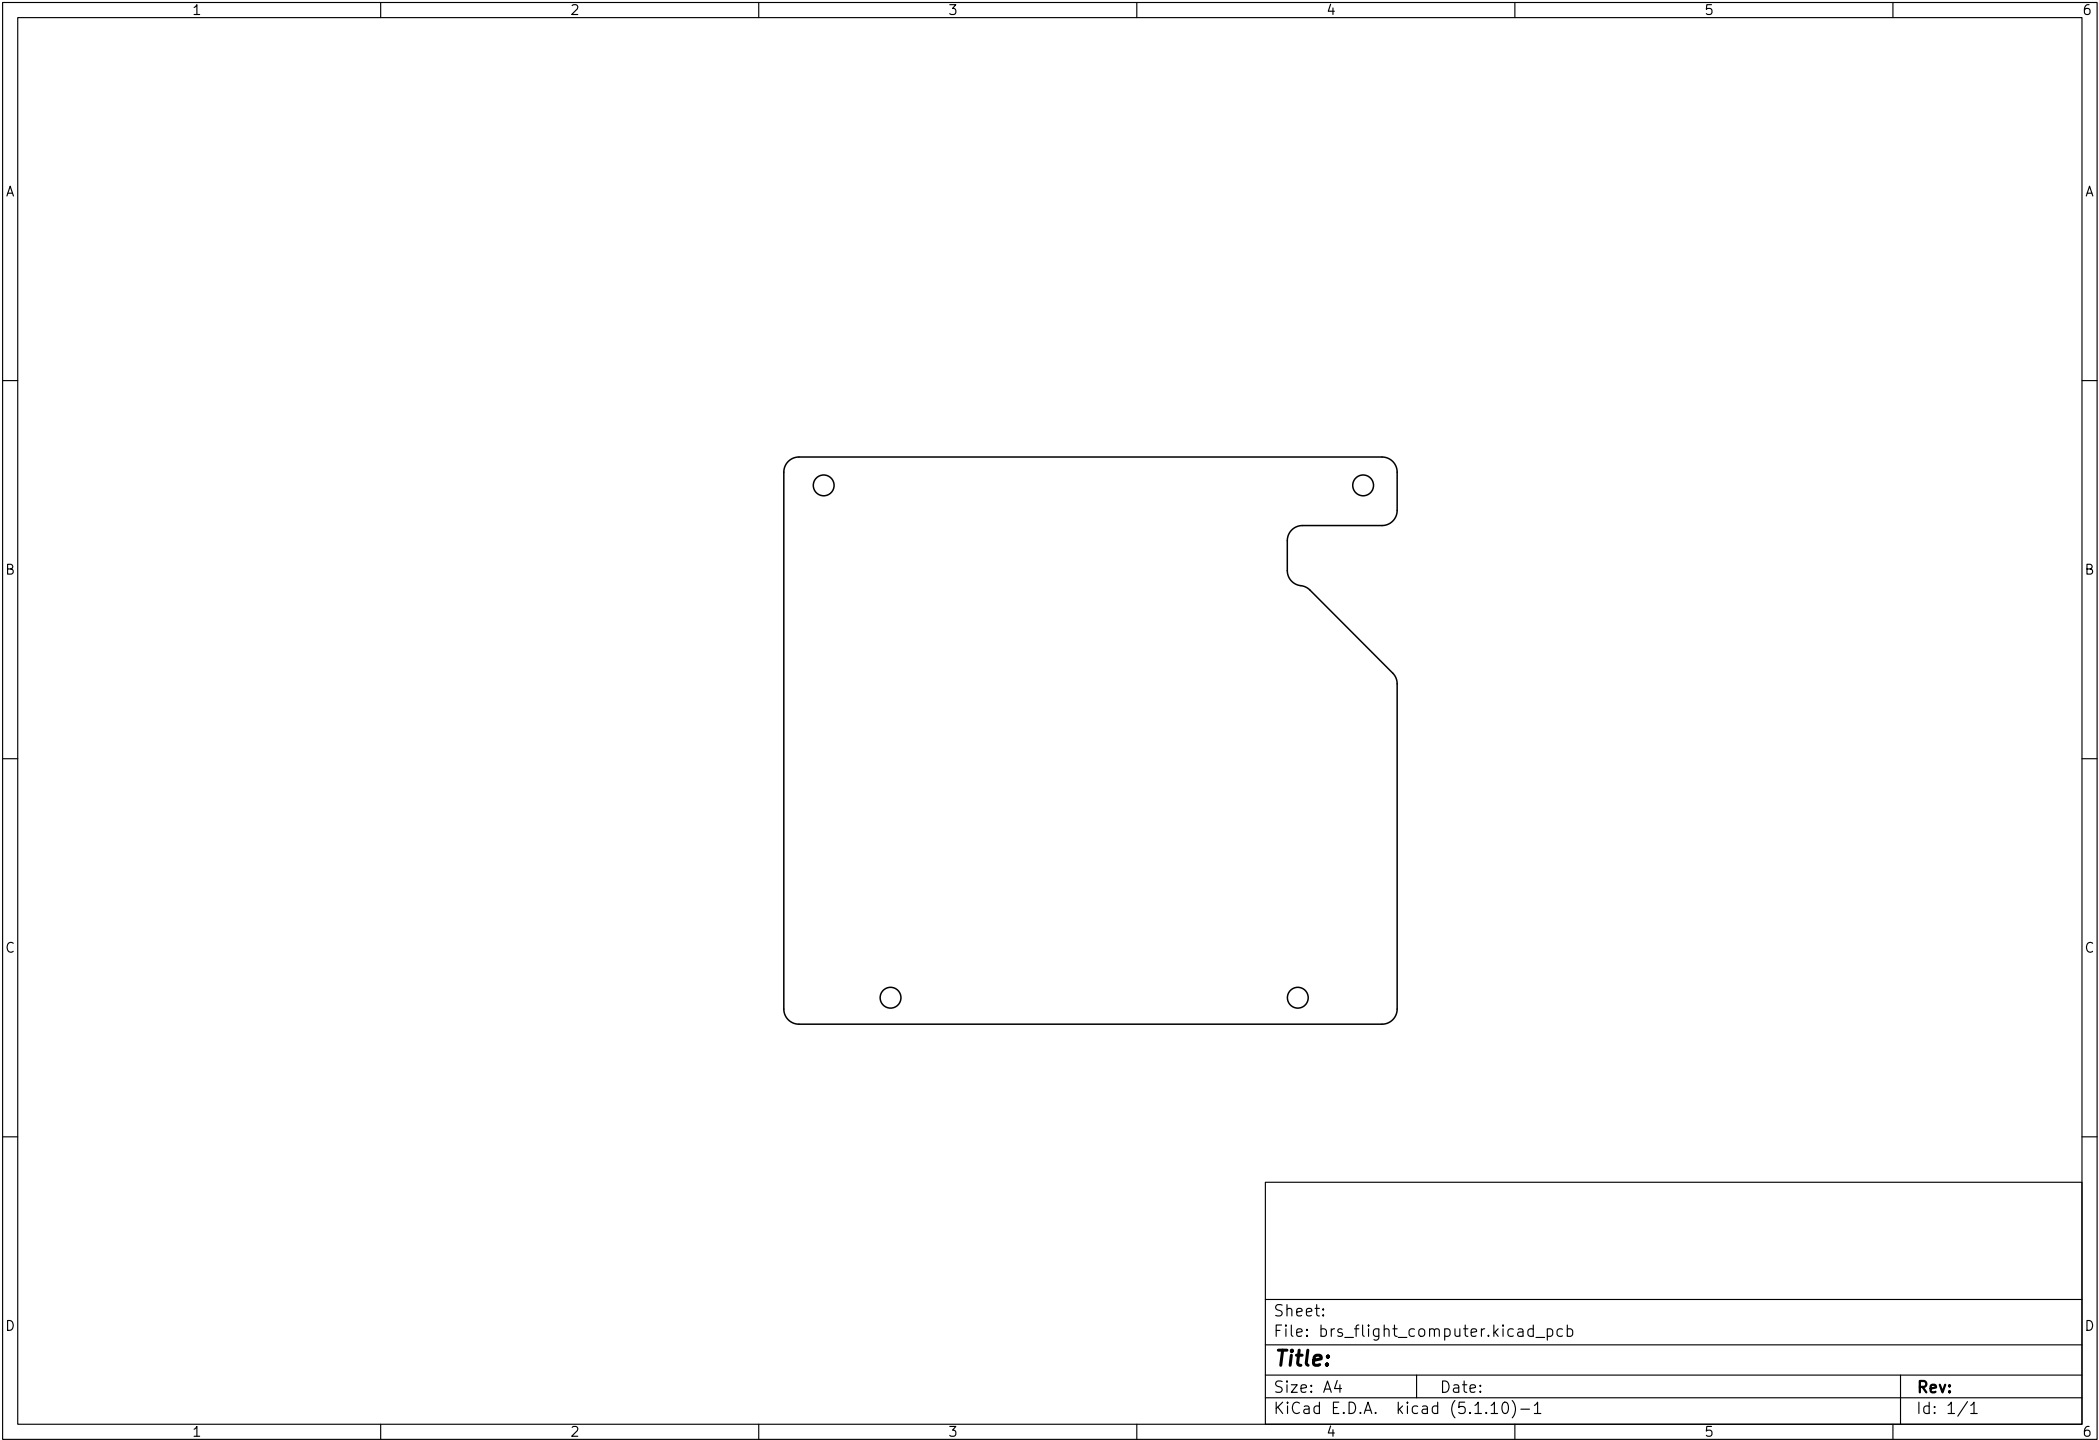 1 2 3 4 5 6
A A
B B
C C
Sheet:
File: brs_flight_computer.kicad_pcb
D D
Title:
Size: A4 Date: Rev:
KiCad E.D.A. kicad (5.1.10)-1 Id: 1/1
1 2 3 4 5 6